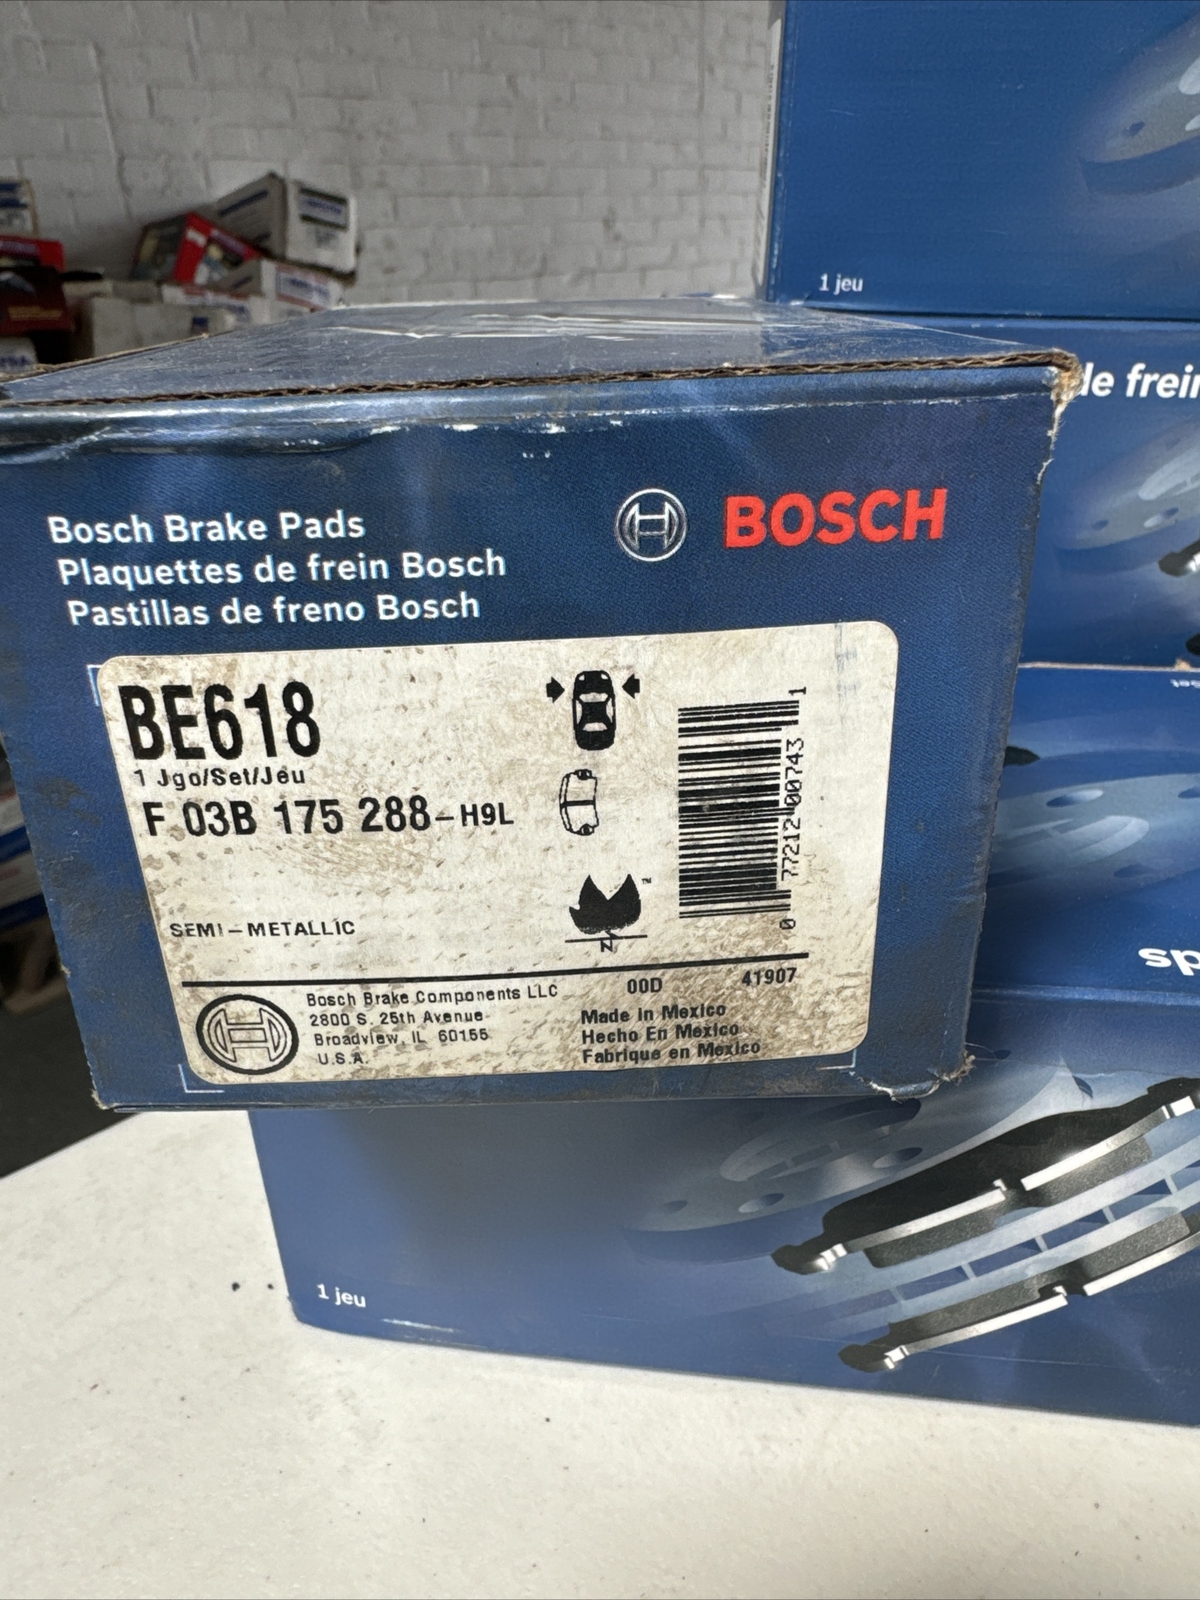 1 jeu
de frein
Bosch Brake Pads
Plaquettes de frein Bosch
Pastillas de freno Bosch
BOSCH
BE618
1 Jgo/Set/Jeu
F 03B 175 288-H9L
SEMI-METALLIC
™
N
0 77212 00743 1
Bosch Brake Components LLC
2800 S. 25th Avenue
Broadview, IL 60155
U.S.A.
00D
41907
Made in Mexico
Hecho En Mexico
Fabrique en Mexico
1 jeu